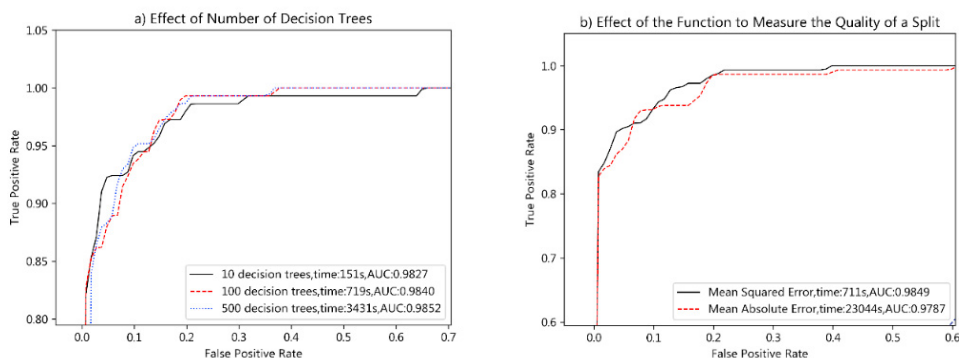 a) Effect of Number of Decision Trees
1.05
1.00
0.95
0.90
0.85
0.80
True Positive Rate
10 decision trees,time:151s,AUC:0.9827
100 decision trees,time:719s,AUC:0.9840
500 decision trees,time:3431s,AUC:0.9852
0.0 0.1 0.2 0.3 0.4 0.5 0.6 0.7
False Positive Rate
b) Effect of the Function to Measure the Quality of a Split
1.0
0.9
0.8
0.7
0.6
True Positive Rate
Mean Squared Error,time:711s,AUC:0.9849
Mean Absolute Error,time:23044s,AUC:0.9787
0.0 0.1 0.2 0.3 0.4 0.5 0.6
False Positive Rate